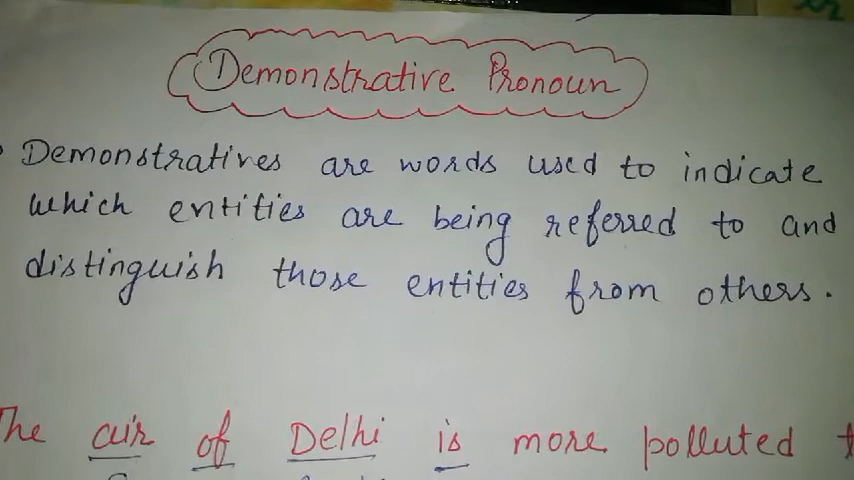 Demonstrative Pronoun
Demonstratives are words used to indicate
which entities are being referred to and
distinguish those entities from others.
The air of Delhi is more polluted